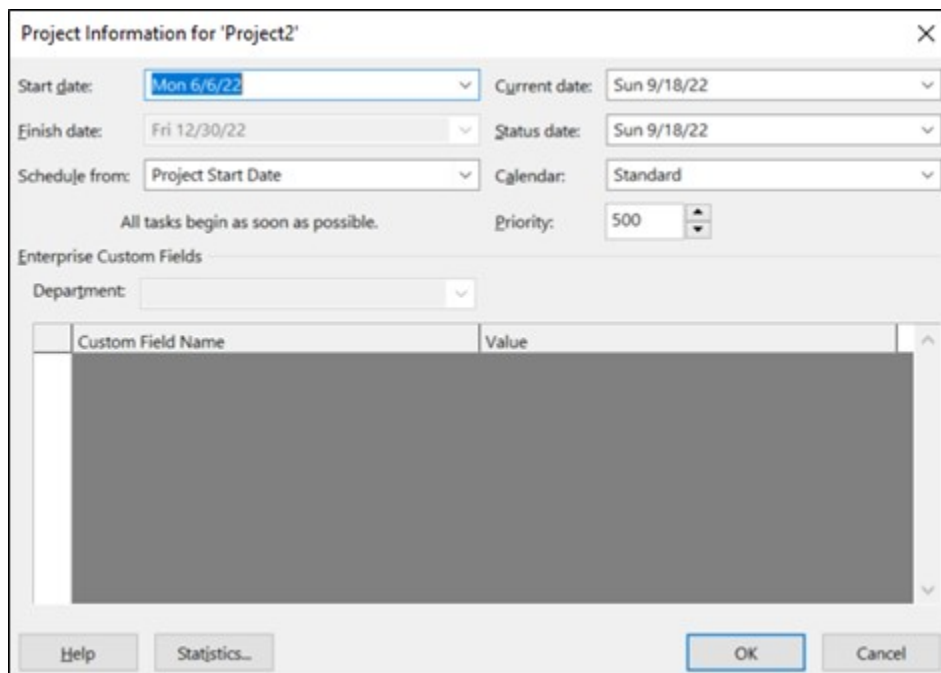 Project Information for 'Project2'
Start date: Mon 6/6/22 Current date: Sun 9/18/22
Finish date: Fri 12/30/22 Status date: Sun 9/18/22
Schedule from: Project Start Date Calendar: Standard
All tasks begin as soon as possible. Priority: 500
Enterprise Custom Fields
Department:
Custom Field Name Value
Help Statistics... OK Cancel